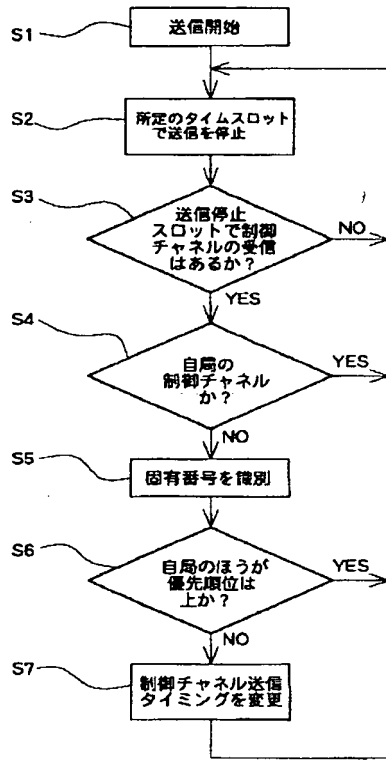 S1
送信開始
S2
所定のタイムスロット
で送信を停止
S3
送信停止
スロットで制御
チャネルの受信
はあるか?
NO
YES
S4
自局の
制御チャネル
か?
YES
NO
S5
固有番号を識別
S6
自局のほうが
優先順位は
上か?
YES
NO
S7
制御チャネル送信
タイミングを変更